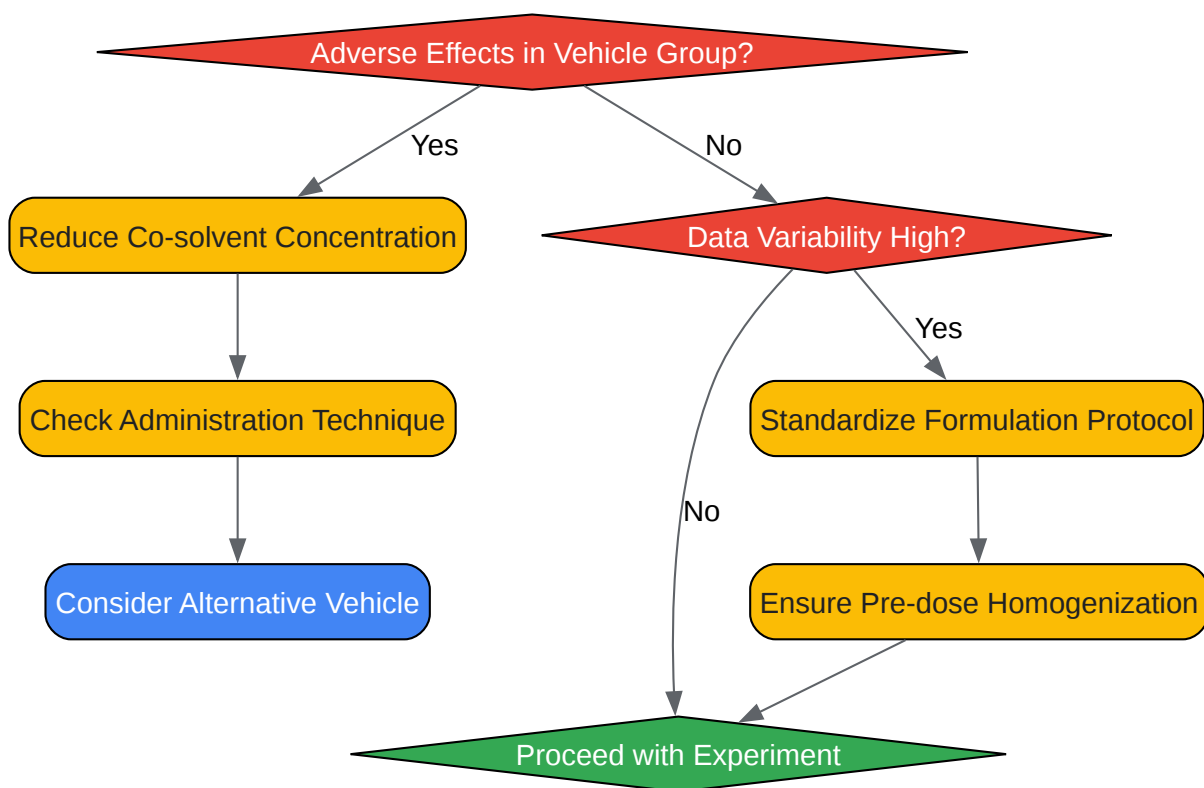 Adverse Effects in Vehicle Group?
Yes
No
Reduce Co-solvent Concentration
Data Variability High?
Yes
Check Administration Technique
Standardize Formulation Protocol
No
Consider Alternative Vehicle
Ensure Pre-dose Homogenization
Proceed with Experiment